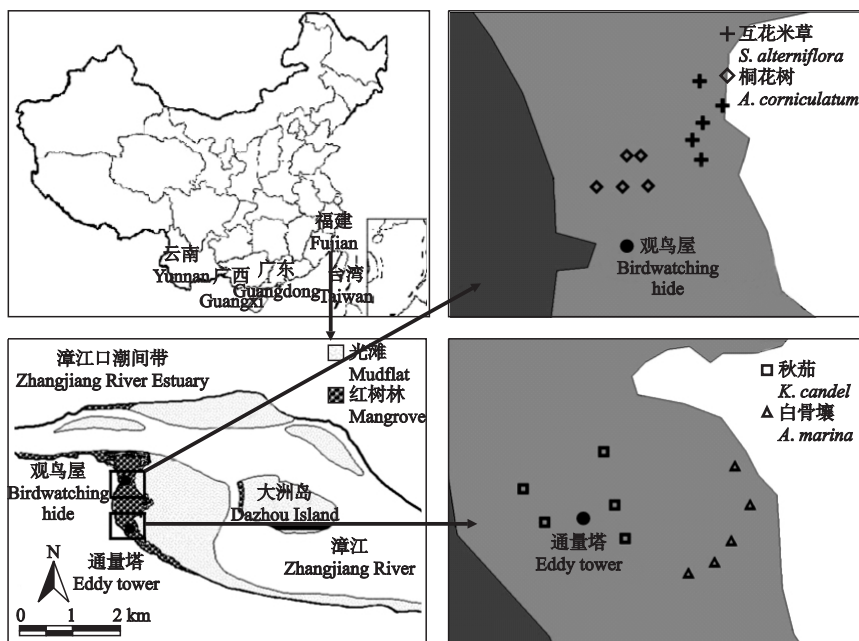 福建
Fujian
云南
Yunnan
广西
Guangxi
广东
Guangdong
台湾
Taiwan
互花米草
S. alterniflora
桐花树
A. corniculatum
观鸟屋
Birdwatching
hide
漳江口潮间带
Zhangjiang River Estuary
光滩
Mudflat
红树林
Mangrove
观鸟屋
Birdwatching
hide
大洲岛
Dazhou Island
通量塔
Eddy tower
漳江
Zhangjiang River
N
0 1 2 km
秋茄
K. candel
白骨壤
A. marina
通量塔
Eddy tower